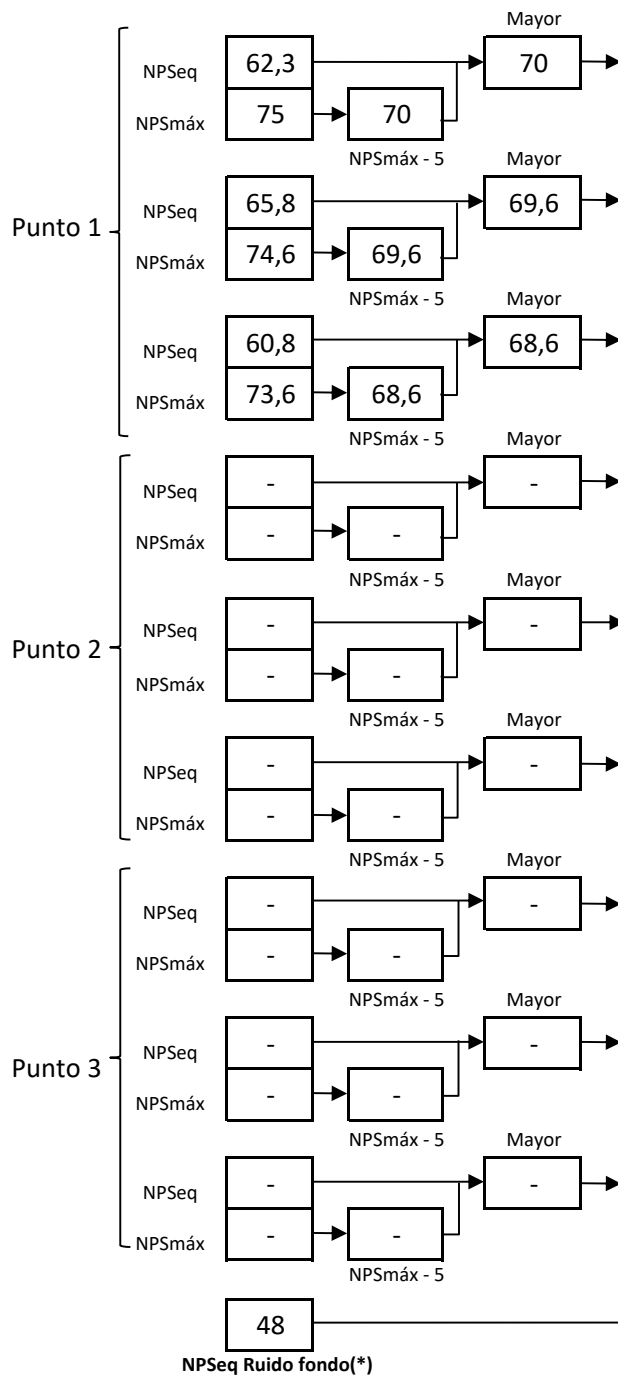 Mayor
NPSeq 62,3 70
NPSmáx 75 70
NPSmáx - 5
Mayor
Punto 1
NPSeq 65,8 69,6
NPSmáx 74,6 69,6
NPSmáx - 5
Mayor
NPSeq 60,8 68,6
NPSmáx 73,6 68,6
NPSmáx - 5
Mayor
NPSeq - -
NPSmáx - -
NPSmáx - 5
Mayor
Punto 2
NPSeq - -
NPSmáx - -
NPSmáx - 5
Mayor
NPSeq - -
NPSmáx - -
NPSmáx - 5
Mayor
NPSeq - -
NPSmáx - -
NPSmáx - 5
Mayor
Punto 3
NPSeq - -
NPSmáx - -
NPSmáx - 5
Mayor
NPSeq - -
NPSmáx - -
NPSmáx - 5
48
NPSeq Ruido fondo(*)